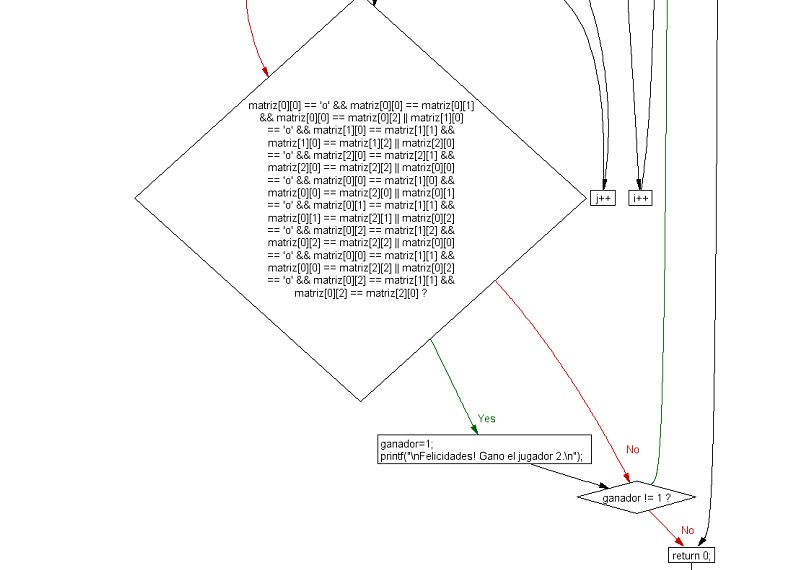 matriz[0][0] == 'o' && matriz[0][0] == matriz[0][1]
&& matriz[0][0] == matriz[0][2] || matriz[1][0]
== 'o' && matriz[1][0] == matriz[1][1] &&
matriz[1][0] == matriz[1][2] || matriz[2][0]
== 'o' && matriz[2][0] == matriz[2][1] &&
matriz[2][0] == matriz[2][2] || matriz[0][0]
== 'o' && matriz[0][0] == matriz[1][0] &&
matriz[0][0] == matriz[2][0] || matriz[0][1]
== 'o' && matriz[0][1] == matriz[1][1] &&
matriz[0][1] == matriz[2][1] || matriz[0][2]
== 'o' && matriz[0][2] == matriz[1][2] &&
matriz[0][2] == matriz[2][2] || matriz[0][0]
== 'o' && matriz[0][0] == matriz[1][1] &&
matriz[0][0] == matriz[2][2] || matriz[0][2]
== 'o' && matriz[0][2] == matriz[1][1] &&
matriz[0][2] == matriz[2][0] ?
j++
i++
Yes
ganador=1;
printf("\nFelicidades! Gano el jugador 2.\n");
No
ganador != 1 ?
No
return 0;